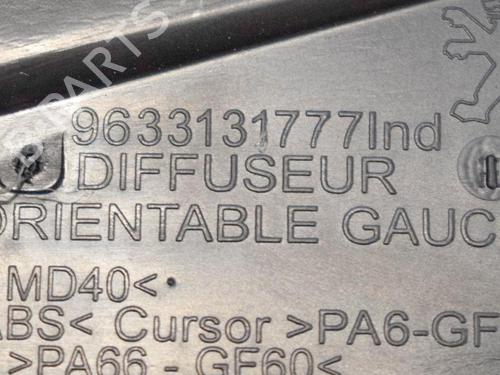 9633131777Ind
DIFFUSEUR
ORIENTABLE GAUC
MD40<
ABS< Cursor >PA6-GF
>PA66 - GF60<